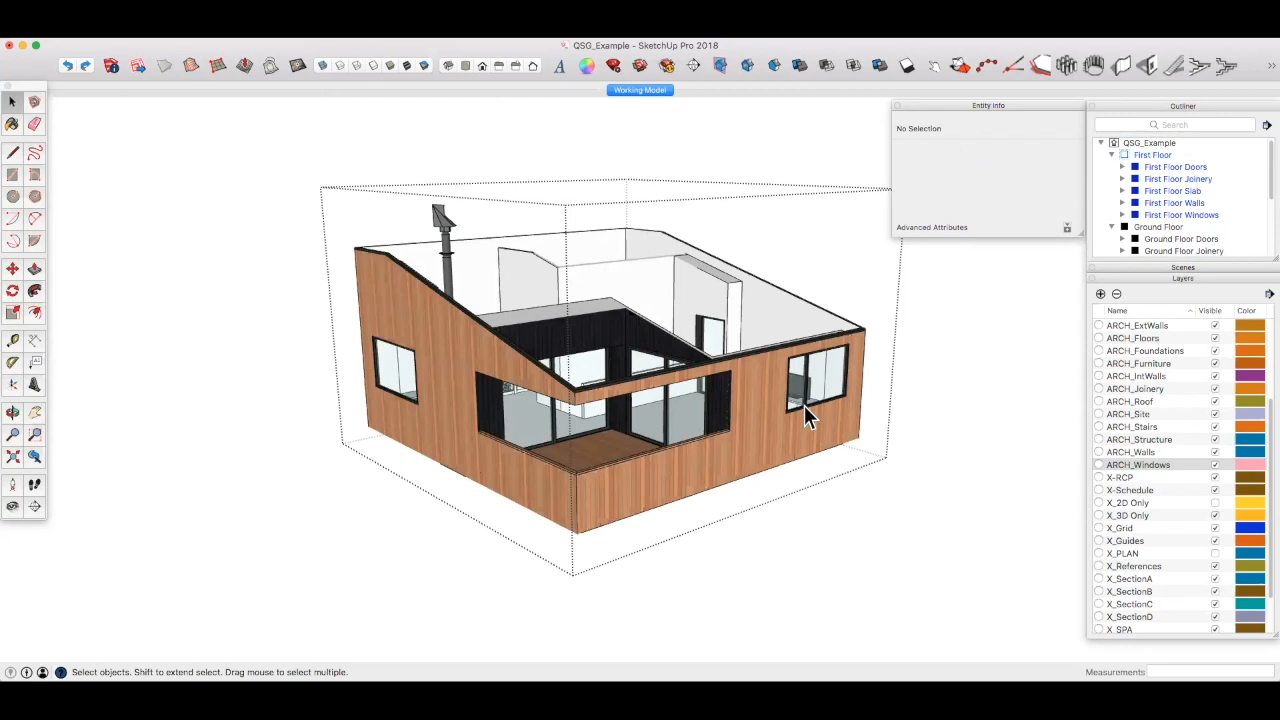 QSG_Example - SketchUp Pro 2018
A
>>
Working Model
Entity Info
No Selection
Advanced Attributes
Outliner
Search
QSG_Example
First Floor
First Floor Doors
First Floor Joinery
First Floor Slab
First Floor Walls
First Floor Windows
Ground Floor
Ground Floor Doors
Ground Floor Joinery
Scenes
Layers
Name Visible Color
ARCH_ExtWalls
ARCH_Floors
ARCH_Foundations
ARCH_Furniture
ARCH_IntWalls
ARCH_Joinery
ARCH_Roof
ARCH_Site
ARCH_Stairs
ARCH_Structure
ARCH_Walls
ARCH_Windows
X-RCP
X-Schedule
X_2D Only
X_3D Only
X_Grid
X_Guides
X_PLAN
X_References
X_SectionA
X_SectionB
X_SectionC
X_SectionD
X_SPA
? Select objects. Shift to extend select. Drag mouse to select multiple.
Measurements